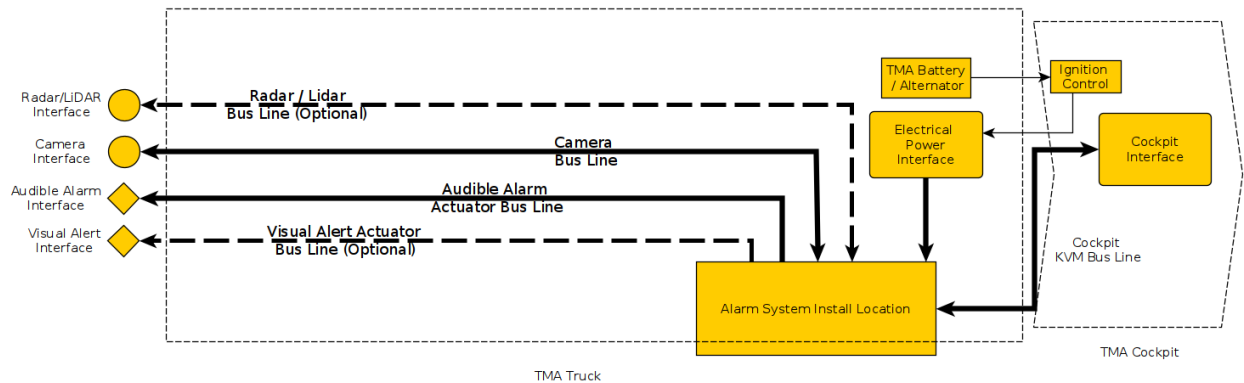 Radar/LiDAR
Interface
Camera
Interface
Audible Alarm
Interface
Visual Alert
Interface
Radar / Lidar
Bus Line (Optional)
Camera
Bus Line
Audible Alarm
Actuator Bus Line
Visual Alert Actuator
Bus Line (Optional)
TMA Battery
/ Alternator
Ignition
Control
Electrical
Power
Interface
Cockpit
Interface
Cockpit
KVM Bus Line
Alarm System Install Location
TMA Cockpit
TMA Truck